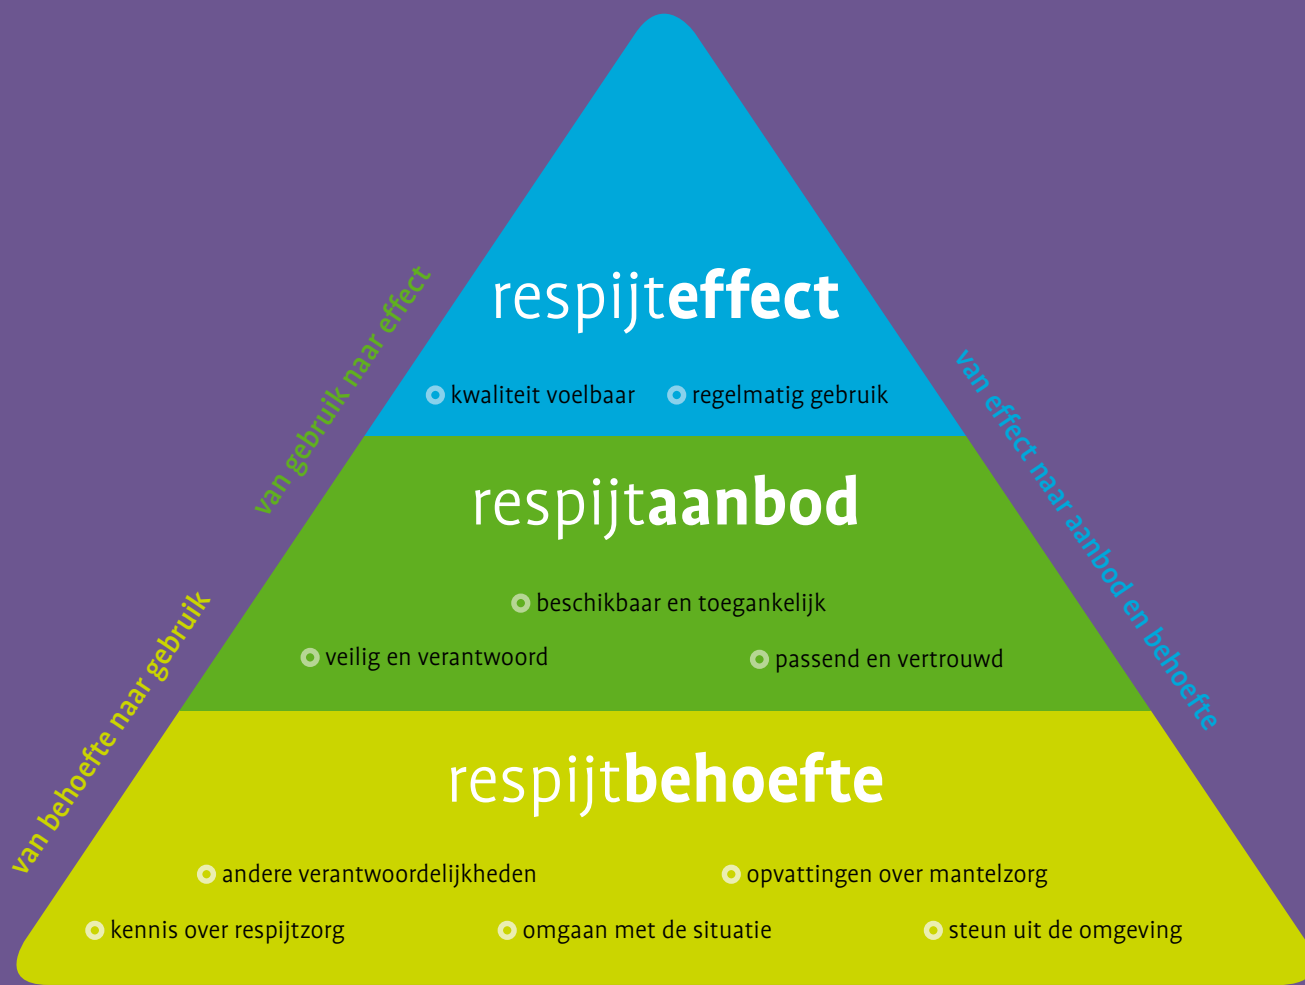 respijteffect
kwaliteit voelbaar
regelmatig gebruik
van gebruik naar effect
van effect naar aanbod en behoefte
respijtaanbod
beschikbaar en toegankelijk
veilig en verantwoord
passend en vertrouwd
van behoefte naar gebruik
respijtbehoefte
andere verantwoordelijkheden
opvattingen over mantelzorg
kennis over respijtzorg
omgaan met de situatie
steun uit de omgeving